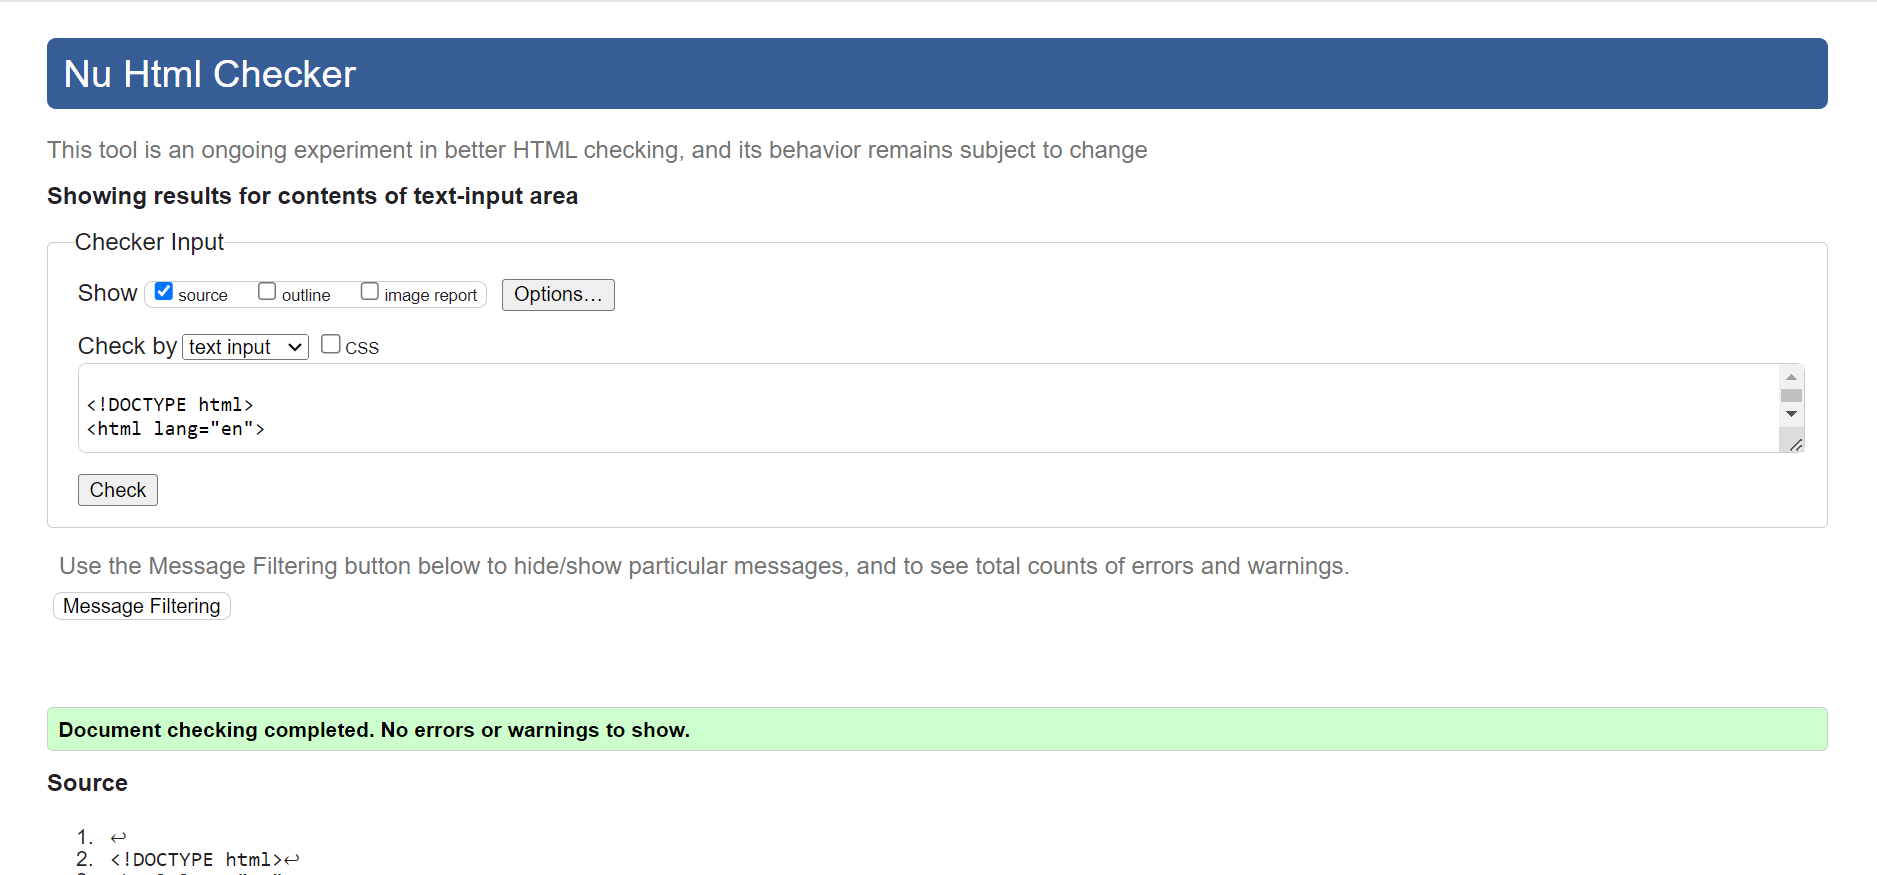 Nu Html Checker
This tool is an ongoing experiment in better HTML checking, and its behavior remains subject to change
Showing results for contents of text-input area
Checker Input
Show source outline image report Options...
Check by text input CSS
<!DOCTYPE html>
<html lang="en">
Check
Use the Message Filtering button below to hide/show particular messages, and to see total counts of errors and warnings.
Message Filtering
Document checking completed. No errors or warnings to show.
Source
1. ↩
2. <!DOCTYPE html>↩